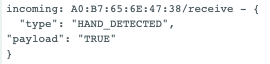 incoming: A0:B7:65:6E:47:38/receive - {
  "type": "HAND_DETECTED",
"payload": "TRUE"
}